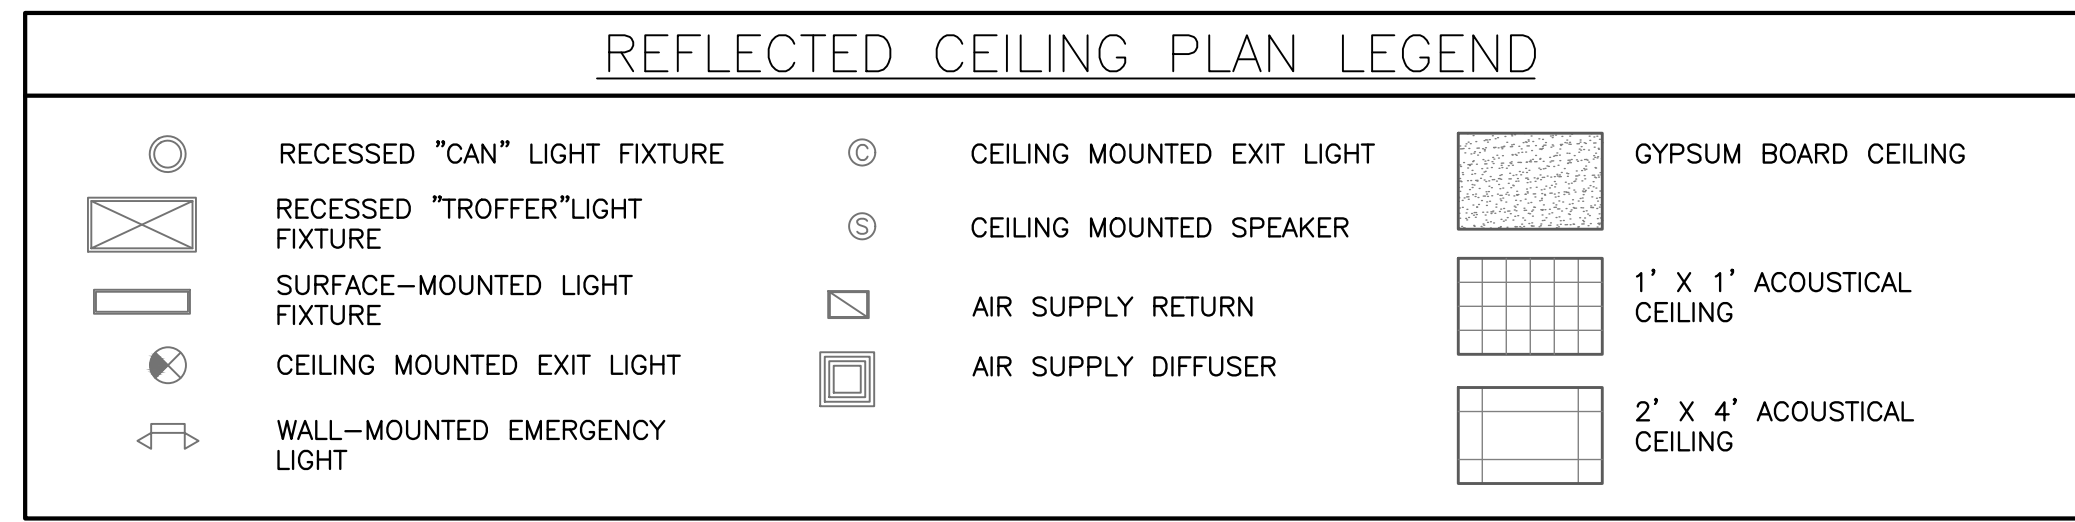 REFLECTED CEILING PLAN LEGEND
RECESSED "CAN" LIGHT FIXTURE
RECESSED "TROFFER"LIGHT
FIXTURE
SURFACE-MOUNTED LIGHT
FIXTURE
CEILING MOUNTED EXIT LIGHT
WALL-MOUNTED EMERGENCY
LIGHT
C CEILING MOUNTED EXIT LIGHT
S CEILING MOUNTED SPEAKER
AIR SUPPLY RETURN
AIR SUPPLY DIFFUSER
GYPSUM BOARD CEILING
1' X 1' ACOUSTICAL
CEILING
2' X 4' ACOUSTICAL
CEILING